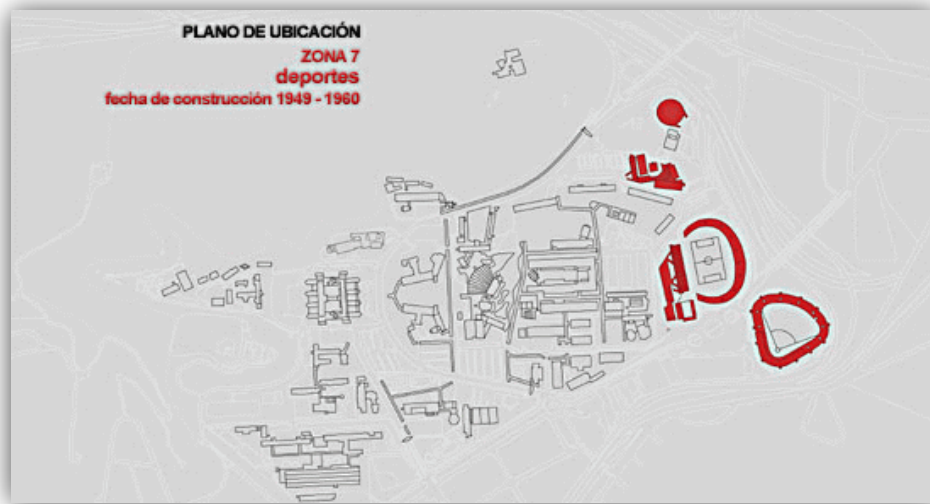 PLANO DE UBICACIÓN
ZONA 7
deportes
fecha de construcción 1949 - 1960